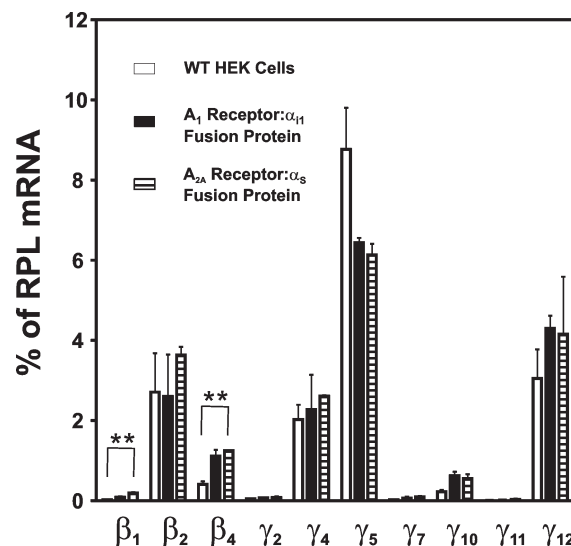 % of RPL mRNA
12
10
8
6
4
2
0
WT HEK Cells
A₁ Receptor:αᵢ₁
Fusion Protein
A₂A Receptor:αS
Fusion Protein
**
**
β₁ β₂ β₄ γ₂ γ₄ γ₅ γ₇ γ₁₀ γ₁₁ γ₁₂